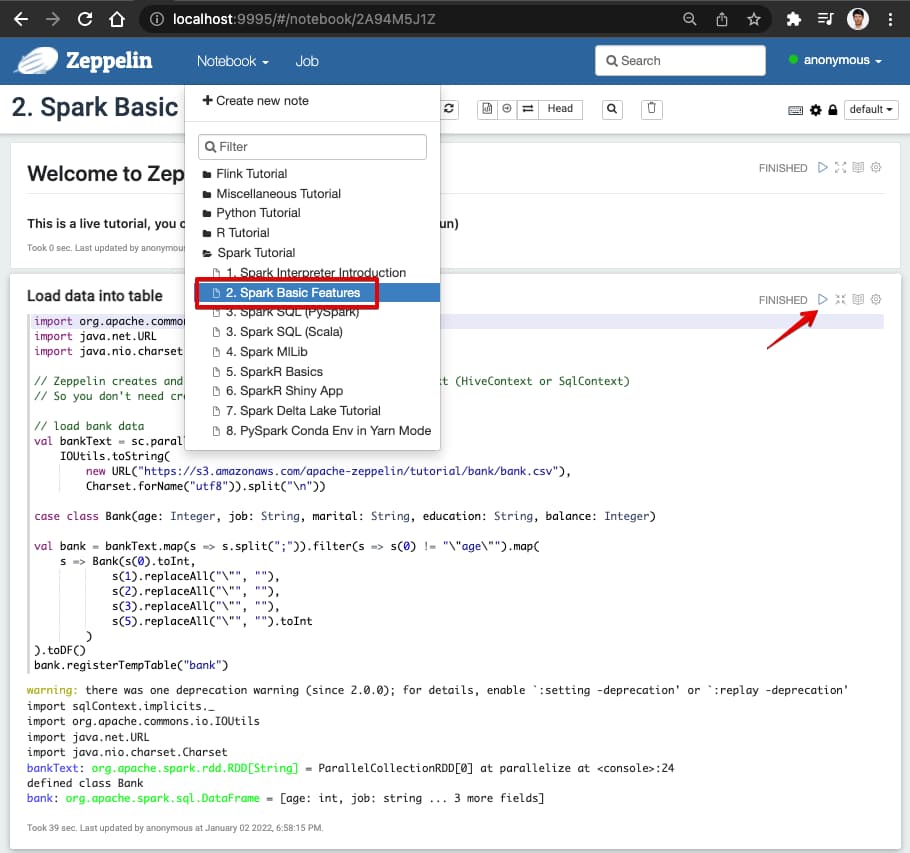 localhost:9995/#/notebook/2A94M5J1Z
Zeppelin Notebook Job Search anonymous
2. Spark Basic Head default
+ Create new note
Filter
Flink Tutorial
Miscellaneous Tutorial
Python Tutorial
R Tutorial
Spark Tutorial
1. Spark Interpreter Introduction
2. Spark Basic Features
3. Spark SQL (PySpark)
3. Spark SQL (Scala)
4. Spark MlLib
5. SparkR Basics
6. SparkR Shiny App
7. Spark Delta Lake Tutorial
8. PySpark Conda Env in Yarn Mode
Welcome to Zep FINISHED
This is a live tutorial, you c un)
Took 0 sec. Last updated by anonymous
Load data into table FINISHED
import org.apache.common
import java.net.URL
import java.nio.charset
// Zeppelin creates and t (HiveContext or SqlContext)
// So you don't need cre
// load bank data
val bankText = sc.paral
IOUtils.toString(
new URL("https://s3.amazonaws.com/apache-zeppelin/tutorial/bank/bank.csv"),
Charset.forName("utf8")).split("\n"))
case class Bank(age: Integer, job: String, marital: String, education: String, balance: Integer)
val bank = bankText.map(s => s.split(";")).filter(s => s(0) != "\"age\"").map(
s => Bank(s(0).toInt,
s(1).replaceAll("\"", ""),
s(2).replaceAll("\"", ""),
s(3).replaceAll("\"", ""),
s(5).replaceAll("\"", "").toInt
)
).toDF()
bank.registerTempTable("bank")
warning: there was one deprecation warning (since 2.0.0); for details, enable `:setting -deprecation' or `:replay -deprecation'
import sqlContext.implicits._
import org.apache.commons.io.IOUtils
import java.net.URL
import java.nio.charset.Charset
bankText: org.apache.spark.rdd.RDD[String] = ParallelCollectionRDD[0] at parallelize at <console>:24
defined class Bank
bank: org.apache.spark.sql.DataFrame = [age: int, job: string ... 3 more fields]
Took 39 sec. Last updated by anonymous at January 02 2022, 6:58:15 PM.